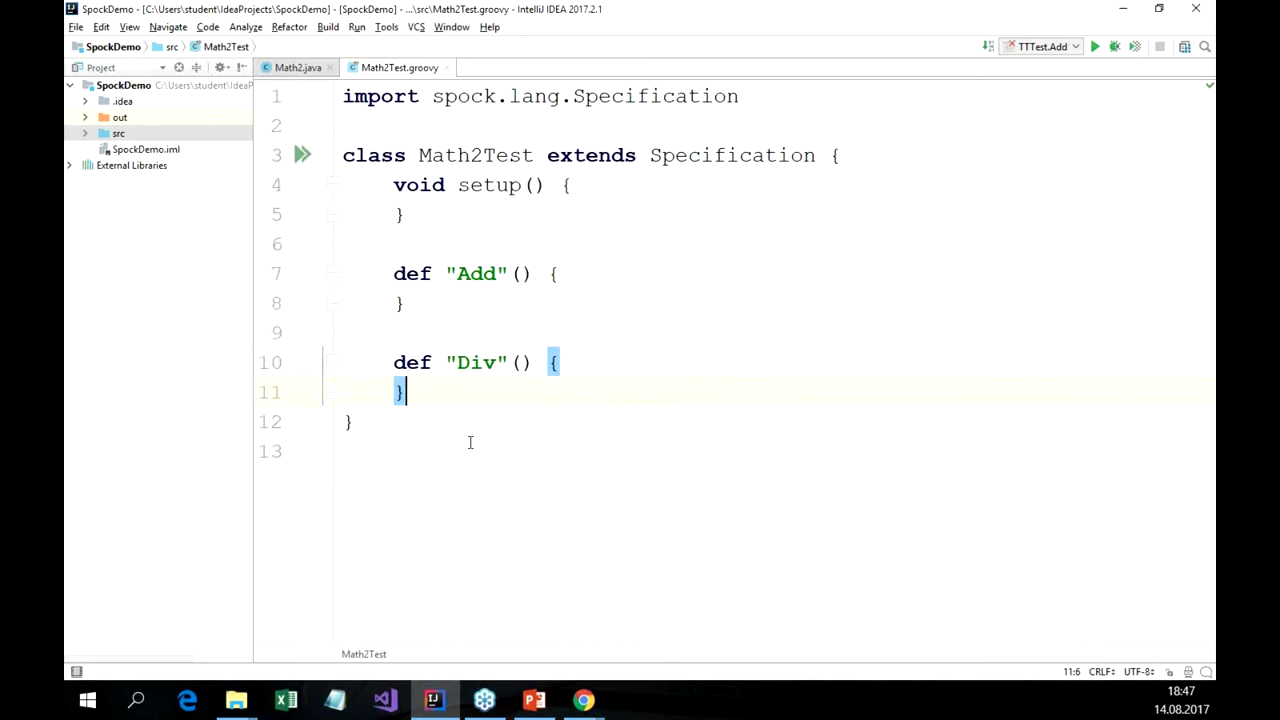 SpockDemo - [C:\Users\student\IdeaProjects\SpockDemo] - [SpockDemo] - ...\src\Math2Test.groovy - IntelliJ IDEA 2017.2.1
File Edit View Navigate Code Analyze Refactor Build Run Tools VCS Window Help
SpockDemo src Math2Test TTTest.Add
Project Math2.java Math2Test.groovy
SpockDemo C:\Users\student\IdeaP
.idea
out
src
SpockDemo.iml
External Libraries
1 import spock.lang.Specification
2
3 class Math2Test extends Specification {
4 void setup() {
5 }
6
7 def "Add"() {
8 }
9
10 def "Div"() {
11 }
12 }
13
Math2Test
11:6 CRLF UTF-8
18:47
14.08.2017